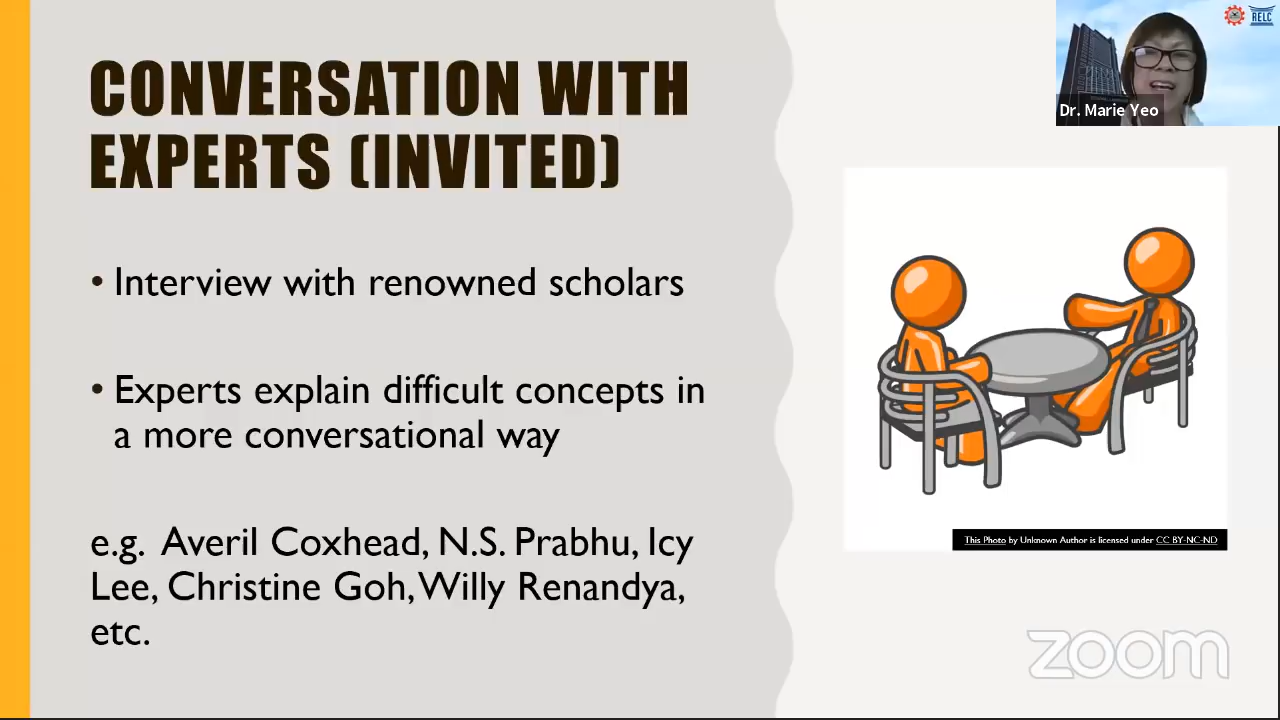 CONVERSATION WITH
EXPERTS (INVITED)
• Interview with renowned scholars
• Experts explain difficult concepts in
a more conversational way
e.g. Averil Coxhead, N.S. Prabhu, Icy
Lee, Christine Goh, Willy Renandya,
etc.
RELC
Dr. Marie Yeo
This Photo by Unknown Author is licensed under CC BY-NC-ND
zoom